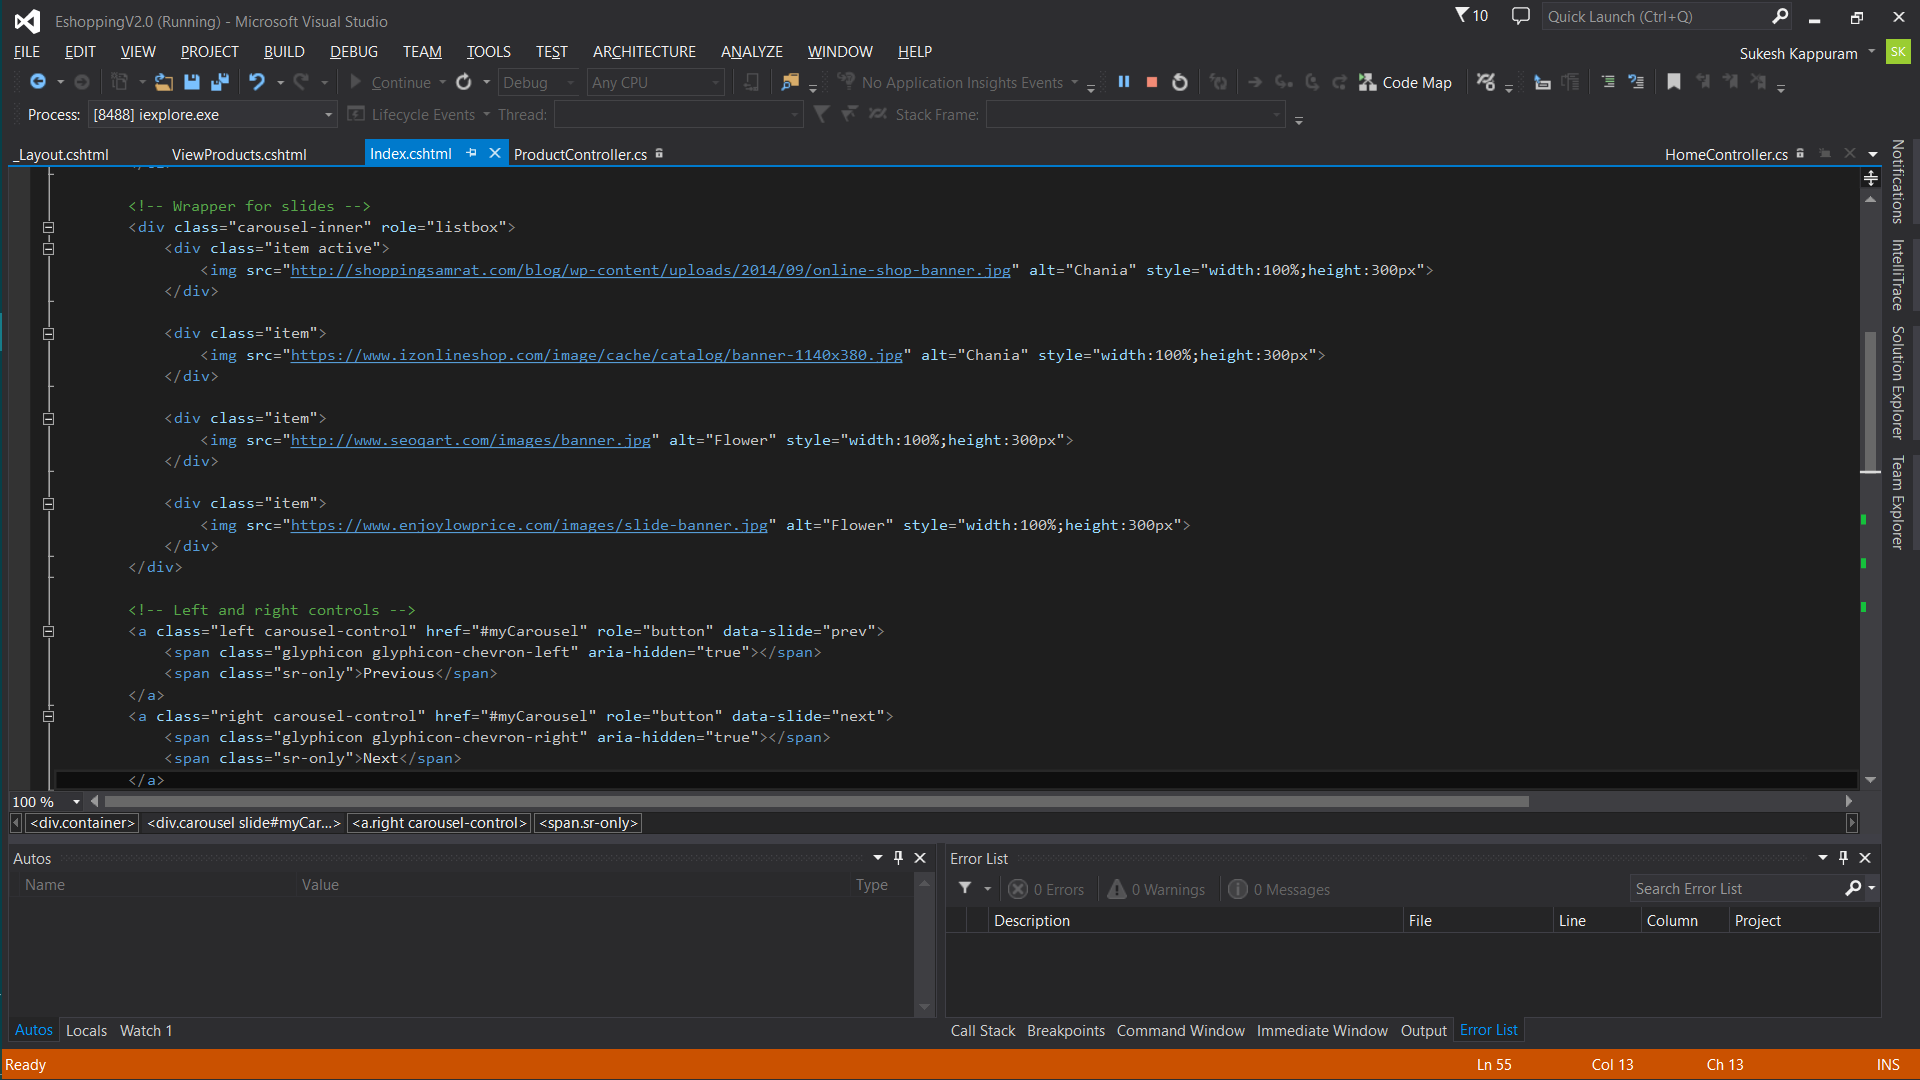 EshoppingV2.0 (Running) - Microsoft Visual Studio
10
Quick Launch (Ctrl+Q)
FILE EDIT VIEW PROJECT BUILD DEBUG TEAM TOOLS TEST ARCHITECTURE ANALYZE WINDOW HELP
Sukesh Kappuram
SK
Continue
Debug
Any CPU
No Application Insights Events
Code Map
Process: [8488] iexplore.exe
Lifecycle Events
Thread:
Stack Frame:
_Layout.cshtml ViewProducts.cshtml Index.cshtml ProductController.cs HomeController.cs
<!-- Wrapper for slides -->
<div class="carousel-inner" role="listbox">
<div class="item active">
<img src="http://shoppingsamrat.com/blog/wp-content/uploads/2014/09/online-shop-banner.jpg" alt="Chania" style="width:100%;height:300px">
</div>
<div class="item">
<img src="https://www.izonlineshop.com/image/cache/catalog/banner-1140x380.jpg" alt="Chania" style="width:100%;height:300px">
</div>
<div class="item">
<img src="http://www.seoqart.com/images/banner.jpg" alt="Flower" style="width:100%;height:300px">
</div>
<div class="item">
<img src="https://www.enjoylowprice.com/images/slide-banner.jpg" alt="Flower" style="width:100%;height:300px">
</div>
</div>
<!-- Left and right controls -->
<a class="left carousel-control" href="#myCarousel" role="button" data-slide="prev">
<span class="glyphicon glyphicon-chevron-left" aria-hidden="true"></span>
<span class="sr-only">Previous</span>
</a>
<a class="right carousel-control" href="#myCarousel" role="button" data-slide="next">
<span class="glyphicon glyphicon-chevron-right" aria-hidden="true"></span>
<span class="sr-only">Next</span>
</a>
Notifications
IntelliTrace
Solution Explorer
Team Explorer
100 %
<div.container> <div.carousel slide#myCar...> <a.right carousel-control> <span.sr-only>
Autos
Name Value Type
Autos Locals Watch 1
Error List
0 Errors 0 Warnings 0 Messages
Search Error List
Description File Line Column Project
Call Stack Breakpoints Command Window Immediate Window Output Error List
Ready
Ln 55 Col 13 Ch 13 INS